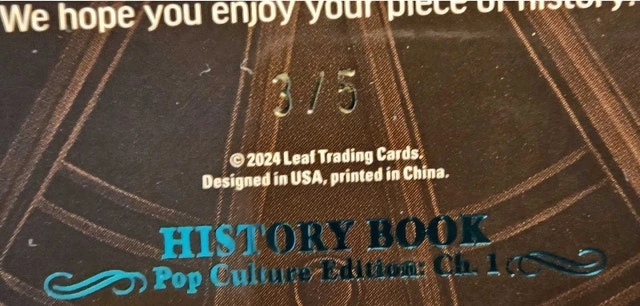 We hope you enjoy your piece of history!
3/5
© 2024 Leaf Trading Cards.
Designed in USA, printed in China.
HISTORY BOOK
Pop Culture Edition: Ch. 1